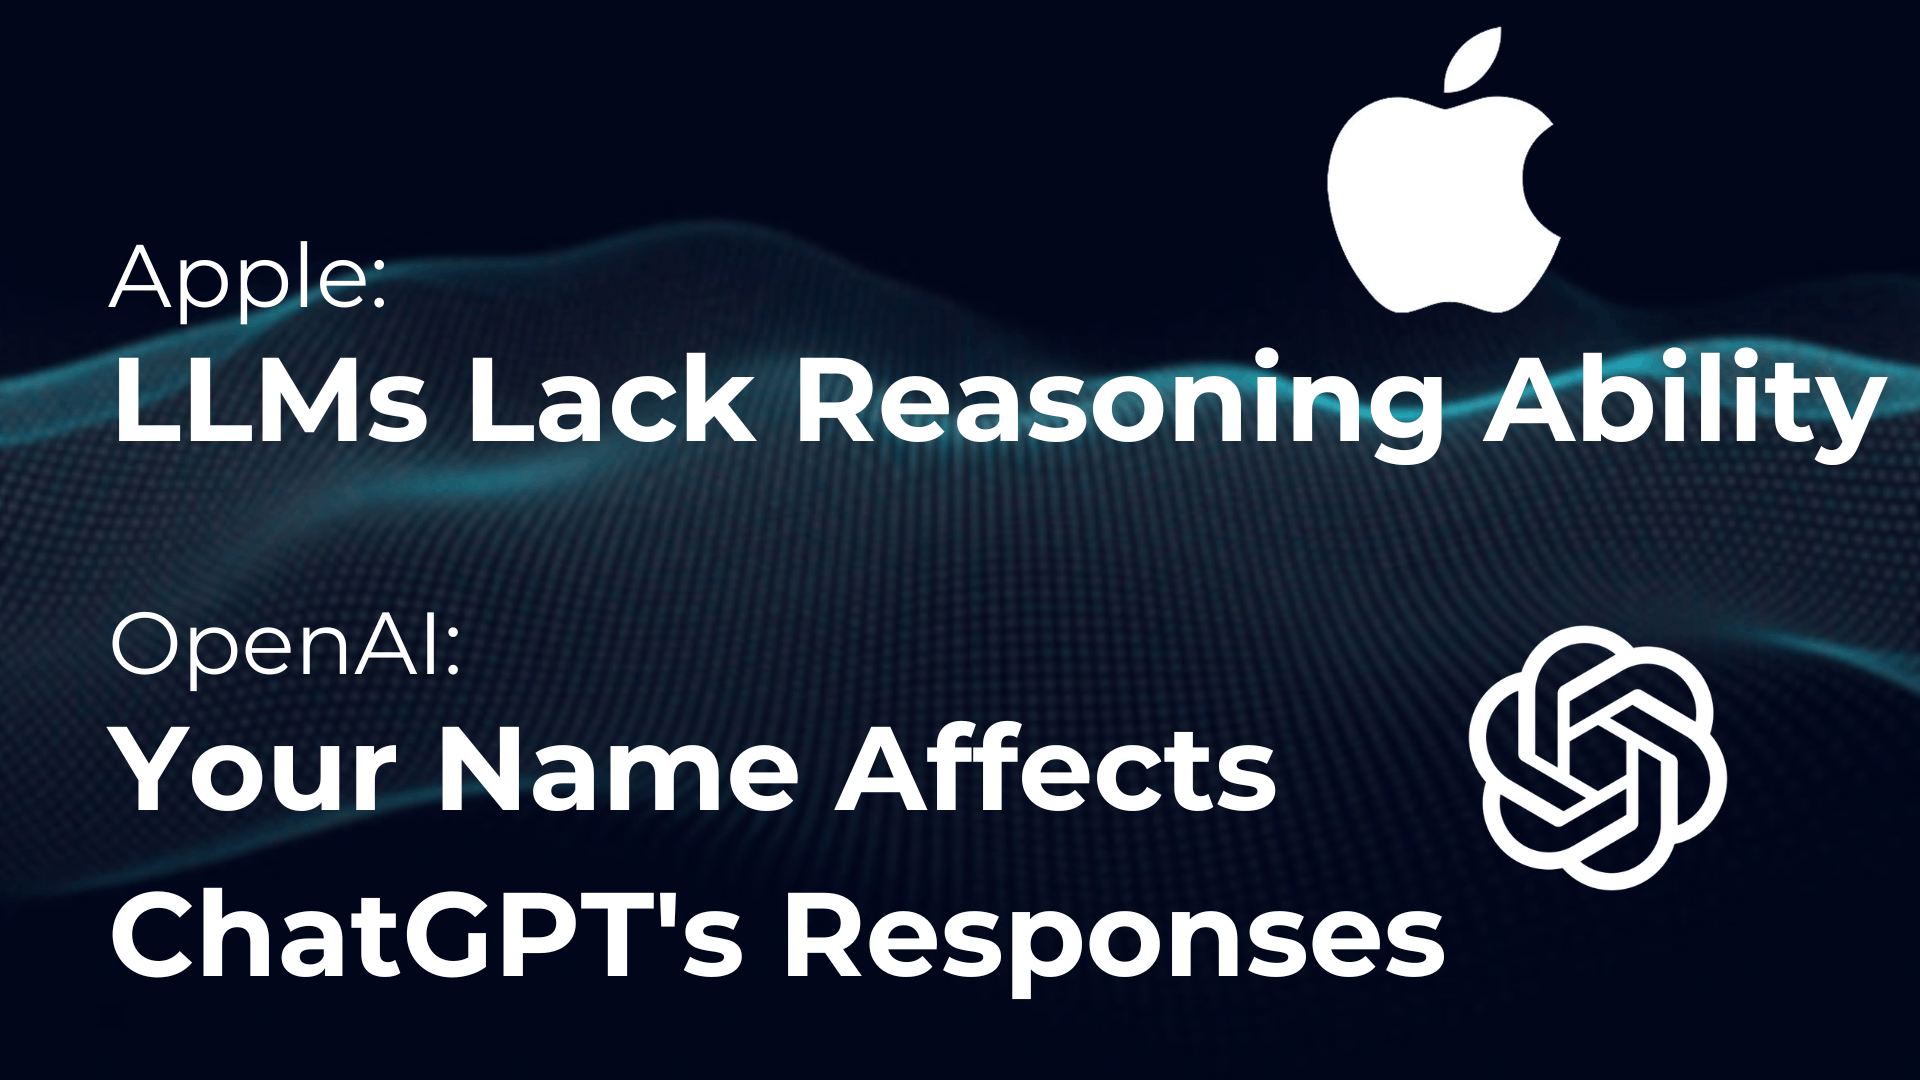 Apple:
LLMs Lack Reasoning Ability
OpenAI:
Your Name Affects
ChatGPT's Responses